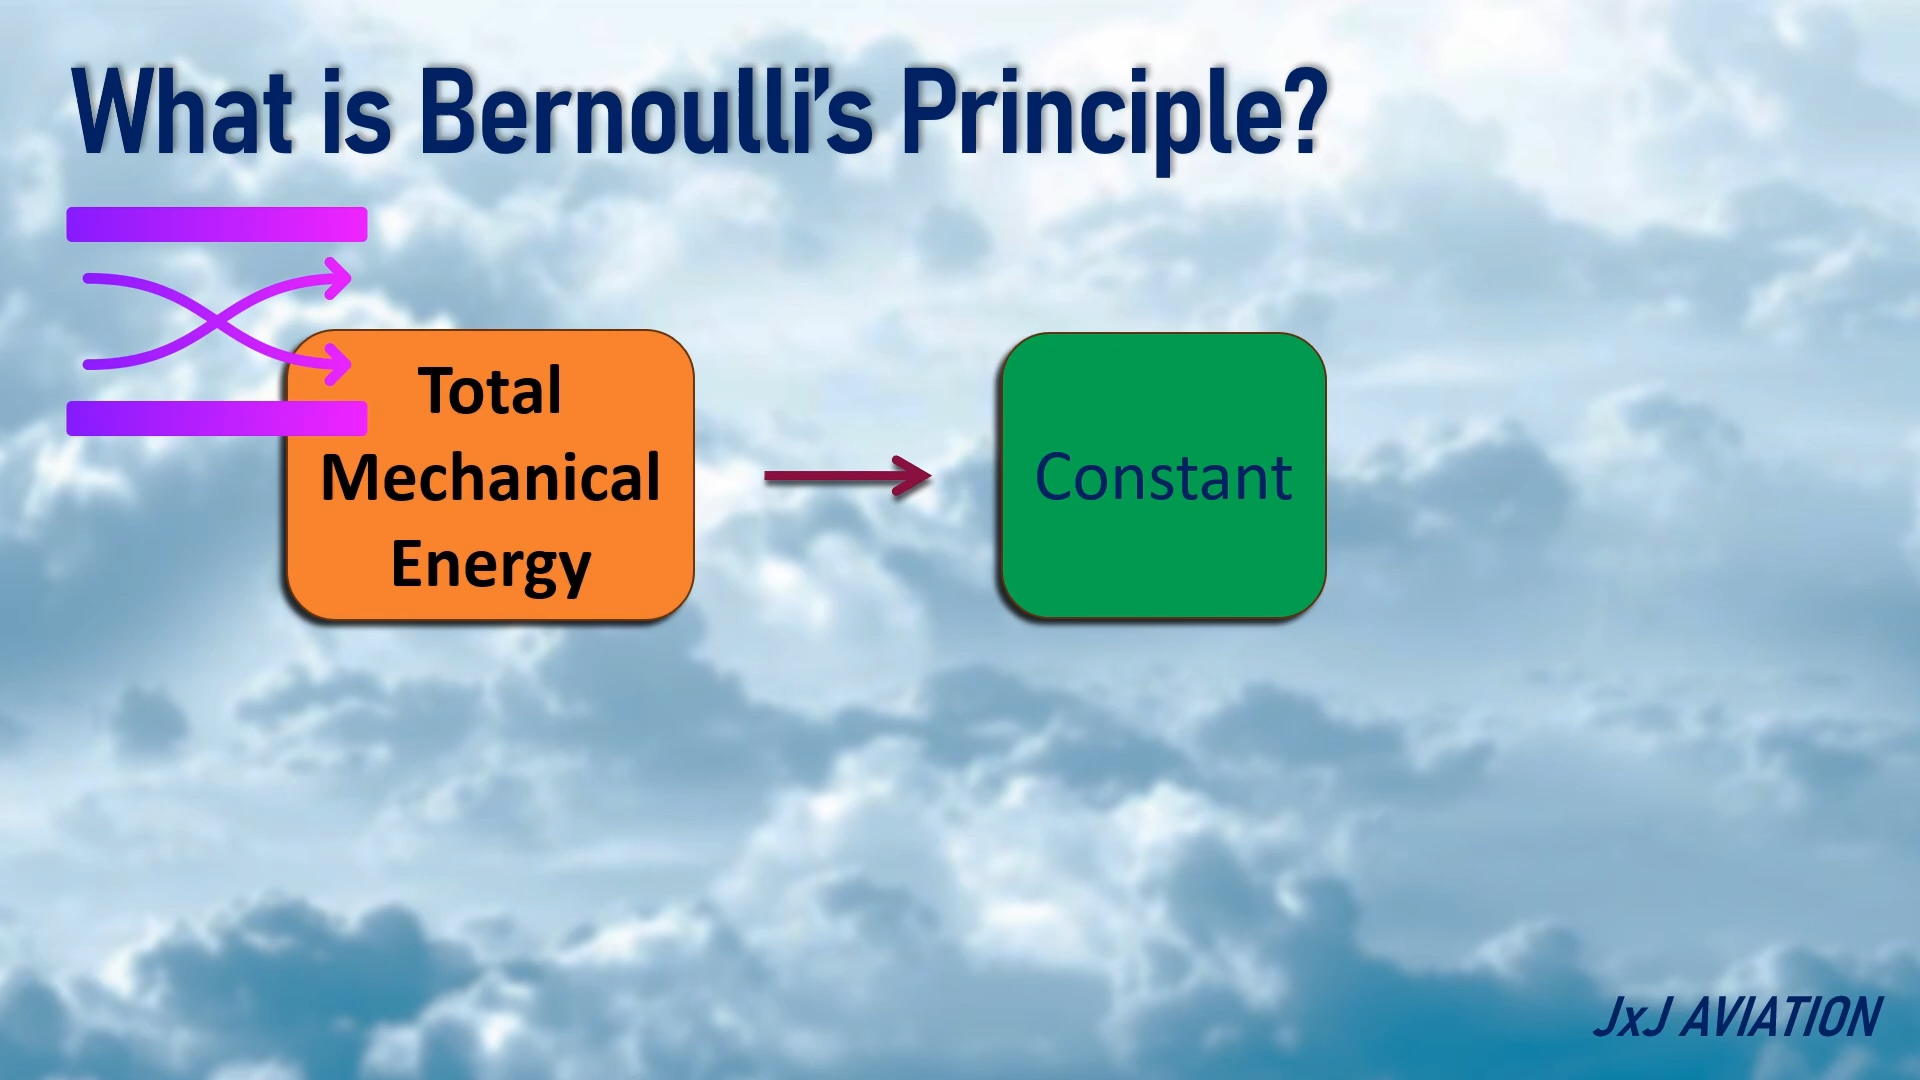 What is Bernoulli's Principle?
Total
Mechanical
Energy
Constant
JxJ AVIATION